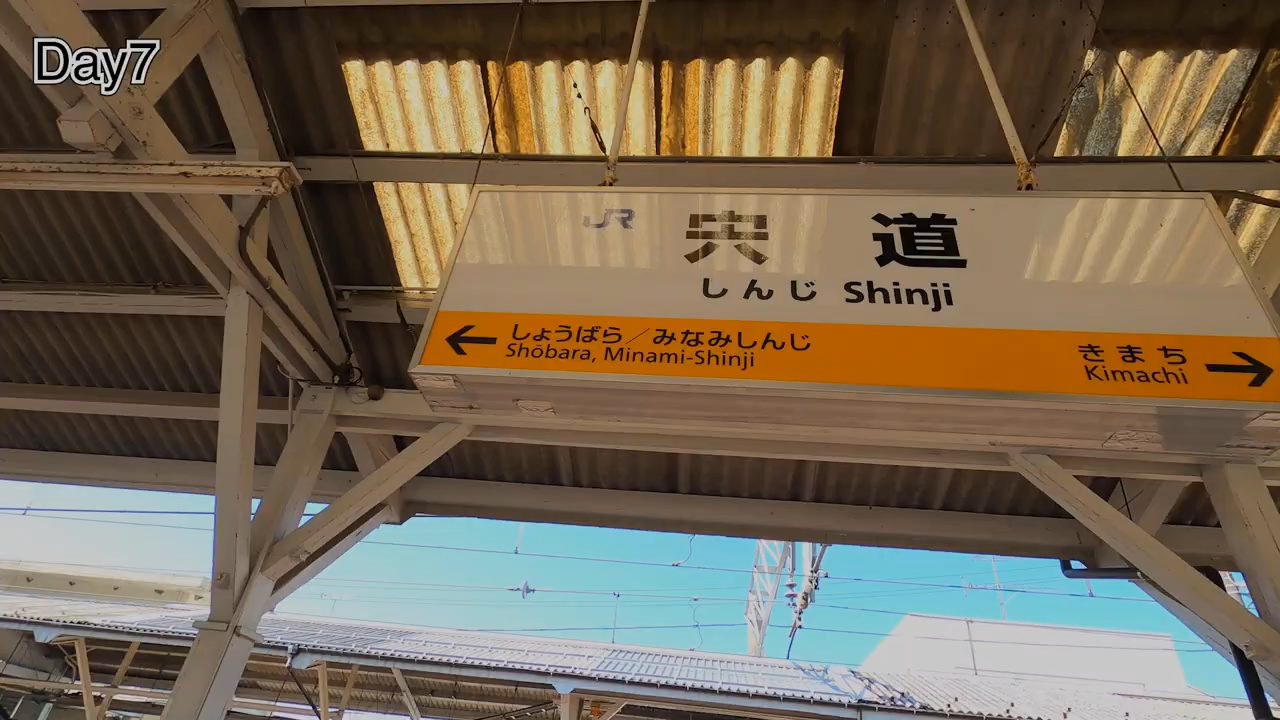 Day7
JR
宍道
しんじ Shinji
← しょうばら／みなみしんじ
Shōbara, Minami-Shinji
きまち →
Kimachi